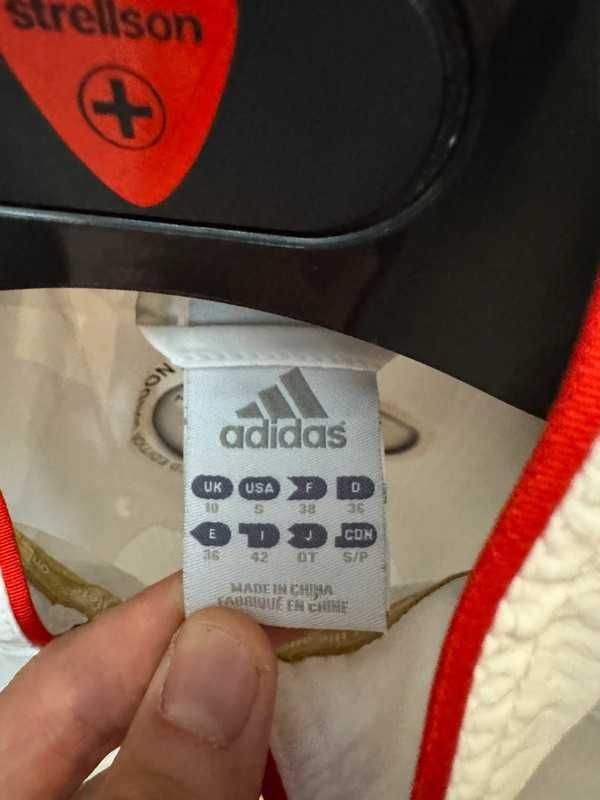 strellson
adidas
UK USA F D
10 S 38 36
E I J CDN
36 42 OT S/P
MADE IN CHINA
FABRIQUÉ EN CHINE